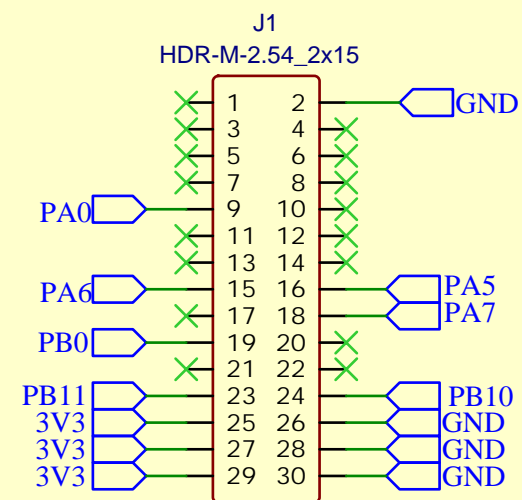 J1
HDR-M-2.54_2x15
1 2 GND
3 4
5 6
7 8
PA0 9 10
11 12
13 14
PA6 15 16 PA5
17 18 PA7
PB0 19 20
21 22
PB11 23 24 PB10
3V3 25 26 GND
3V3 27 28 GND
3V3 29 30 GND